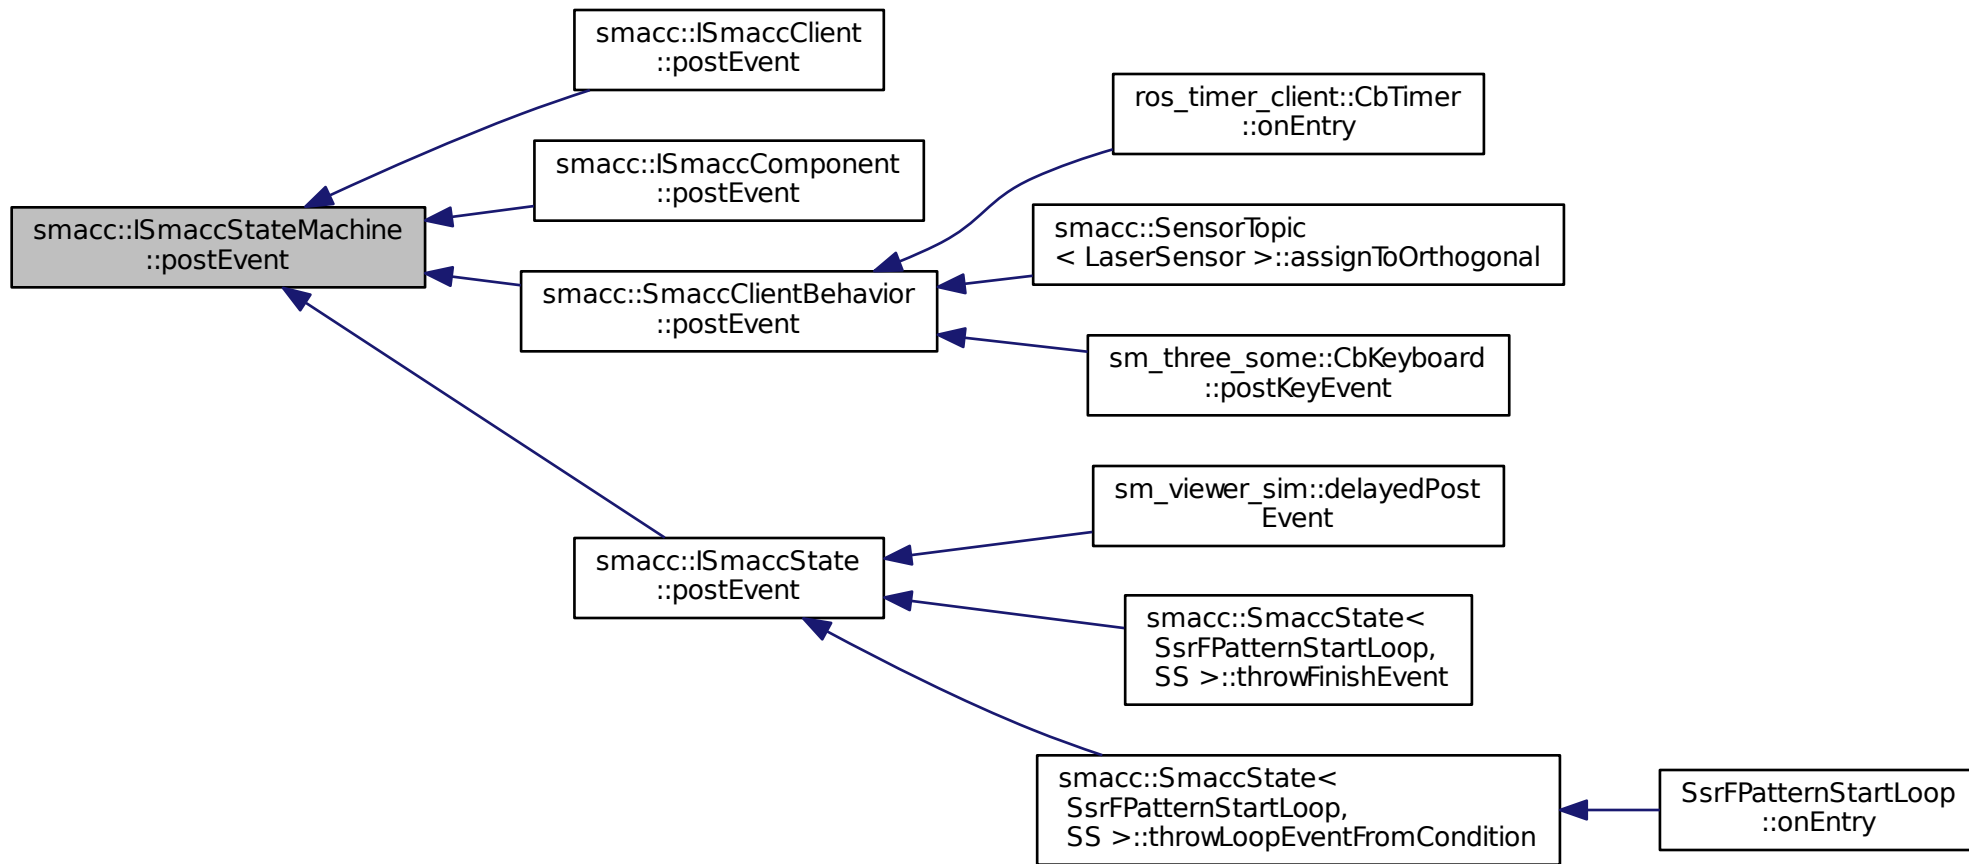 smacc::ISmaccClient
::postEvent
ros_timer_client::CbTimer
::onEntry
smacc::ISmaccComponent
::postEvent
smacc::ISmaccStateMachine
::postEvent
smacc::SensorTopic
< LaserSensor >::assignToOrthogonal
smacc::SmaccClientBehavior
::postEvent
sm_three_some::CbKeyboard
::postKeyEvent
sm_viewer_sim::delayedPost
Event
smacc::ISmaccState
::postEvent
smacc::SmaccState<
SsrFPatternStartLoop,
SS >::throwFinishEvent
smacc::SmaccState<
SsrFPatternStartLoop,
SS >::throwLoopEventFromCondition
SsrFPatternStartLoop
::onEntry